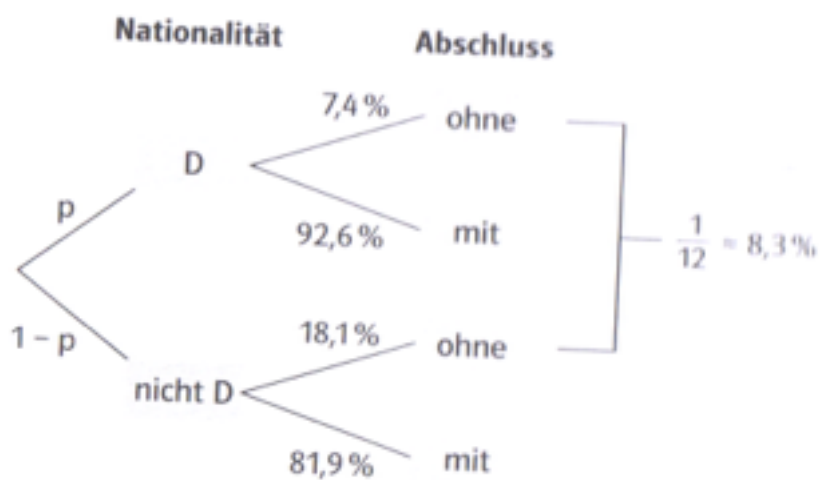 Nationalität Abschluss
7,4 % ohne
D
p
92,6 % mit
1/12 = 8,3 %
1 – p
18,1 % ohne
nicht D
81,9 % mit